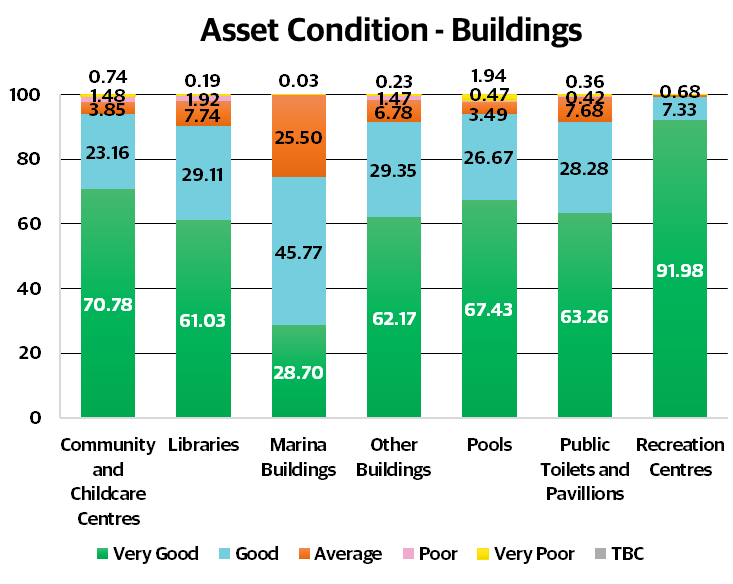 Asset Condition - Buildings
0.74 0.19 0.03 0.23 1.94 0.36
100 1.48 1.92 1.47 0.47 0.42 0.68
3.85 7.74 25.50 6.78 3.49 7.68 7.33
80 23.16 29.11 29.35 26.67 28.28
60 45.77 91.98
40 70.78 61.03 62.17 67.43 63.26
20 28.70
0
Community Libraries Marina Other Pools Public Recreation
and Buildings Buildings Toilets and Centres
Childcare Pavillions
Centres
Very Good Good Average Poor Very Poor TBC